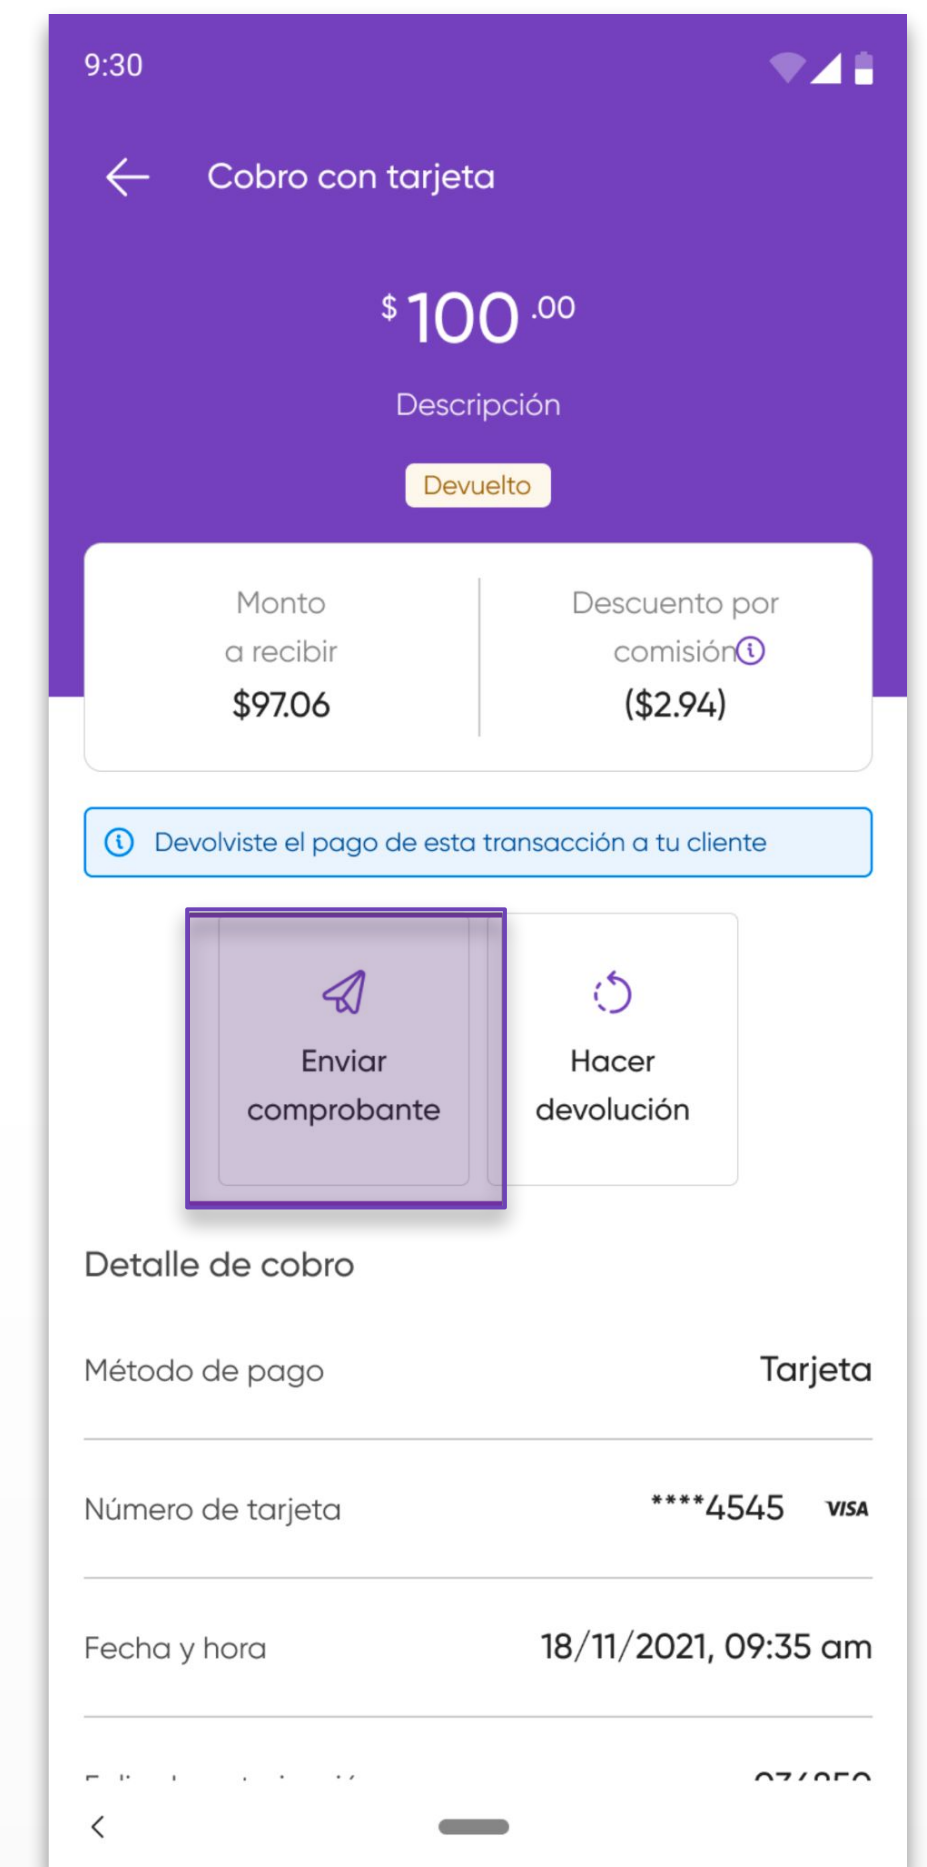 9:30
Cobro con tarjeta
$100.00
Descripción
Devuelto
Monto
a recibir
$97.06
Descuento por
comisión
($2.94)
Devolviste el pago de esta transacción a tu cliente
Enviar
comprobante
Hacer
devolución
Detalle de cobro
Método de pago Tarjeta
Número de tarjeta ****4545 VISA
Fecha y hora 18/11/2021, 09:35 am